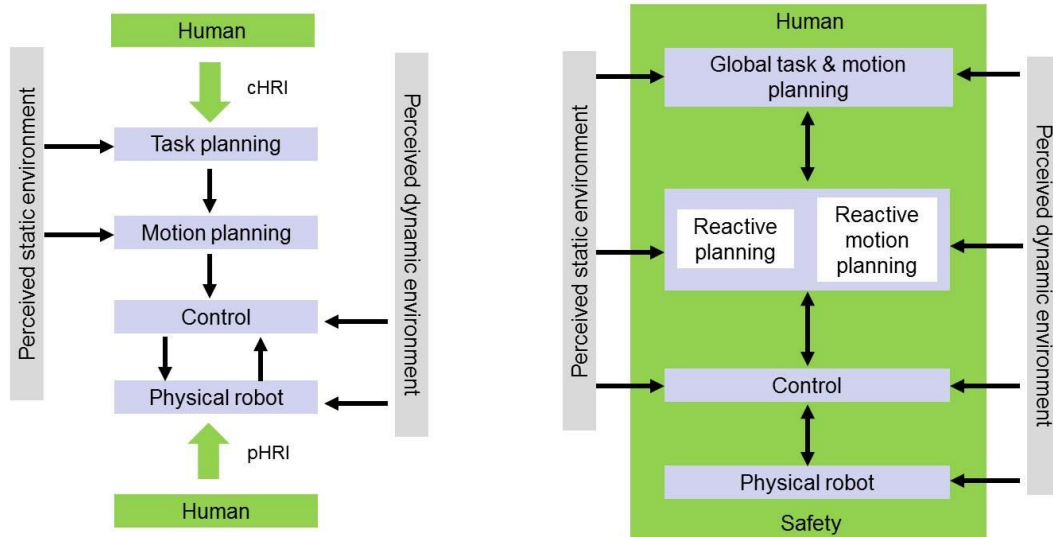 Human
cHRI
Perceived static environment
Task planning
Motion planning
Control
Physical robot
pHRI
Human
Perceived dynamic environment
Human
Perceived static environment
Global task & motion
planning
Reactive
planning
Reactive
motion
planning
Control
Physical robot
Safety
Perceived dynamic environment